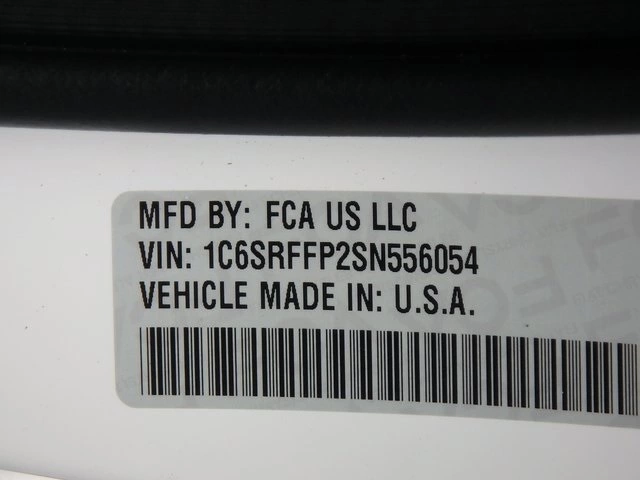 MFD BY: FCA US LLC
VIN: 1C6SRFFP2SN556054
VEHICLE MADE IN: U.S.A.